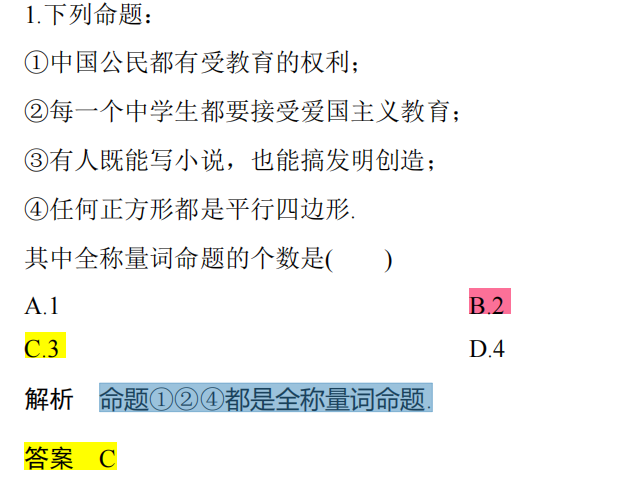 1.下列命题：
①中国公民都有受教育的权利；
②每一个中学生都要接受爱国主义教育；
③有人既能写小说，也能搞发明创造；
④任何正方形都是平行四边形.
其中全称量词命题的个数是(　　)
A.1　B.2
C.3　D.4
解析　命题①②④都是全称量词命题.
答案　C